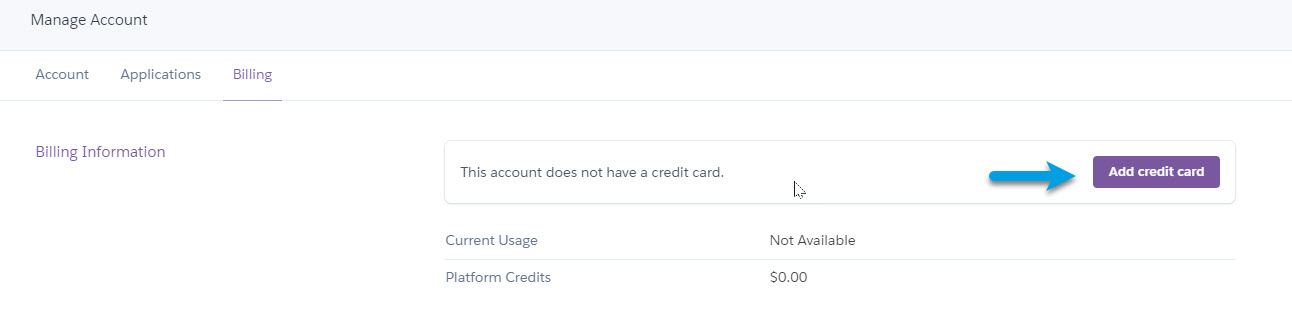 Manage Account
Account Applications Billing
Billing Information
This account does not have a credit card. Add credit card
Current Usage Not Available
Platform Credits $0.00